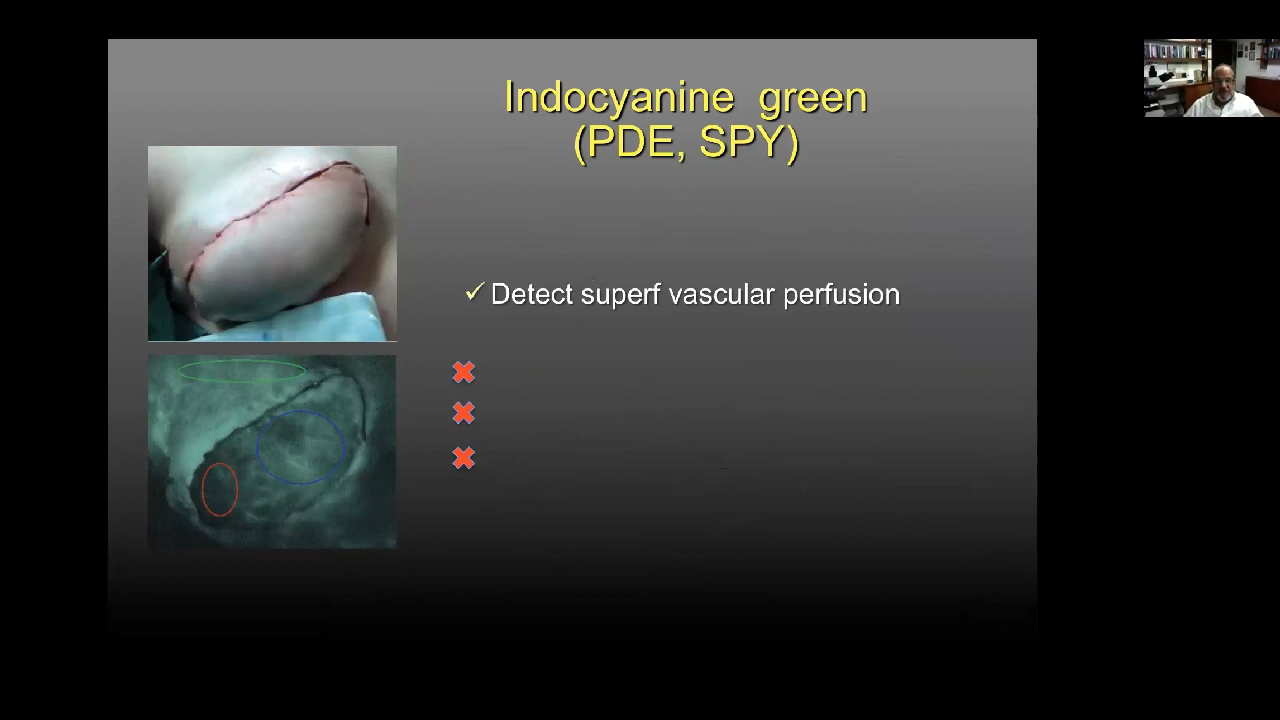 Indocyanine green
(PDE, SPY)
✓ Detect superf vascular perfusion